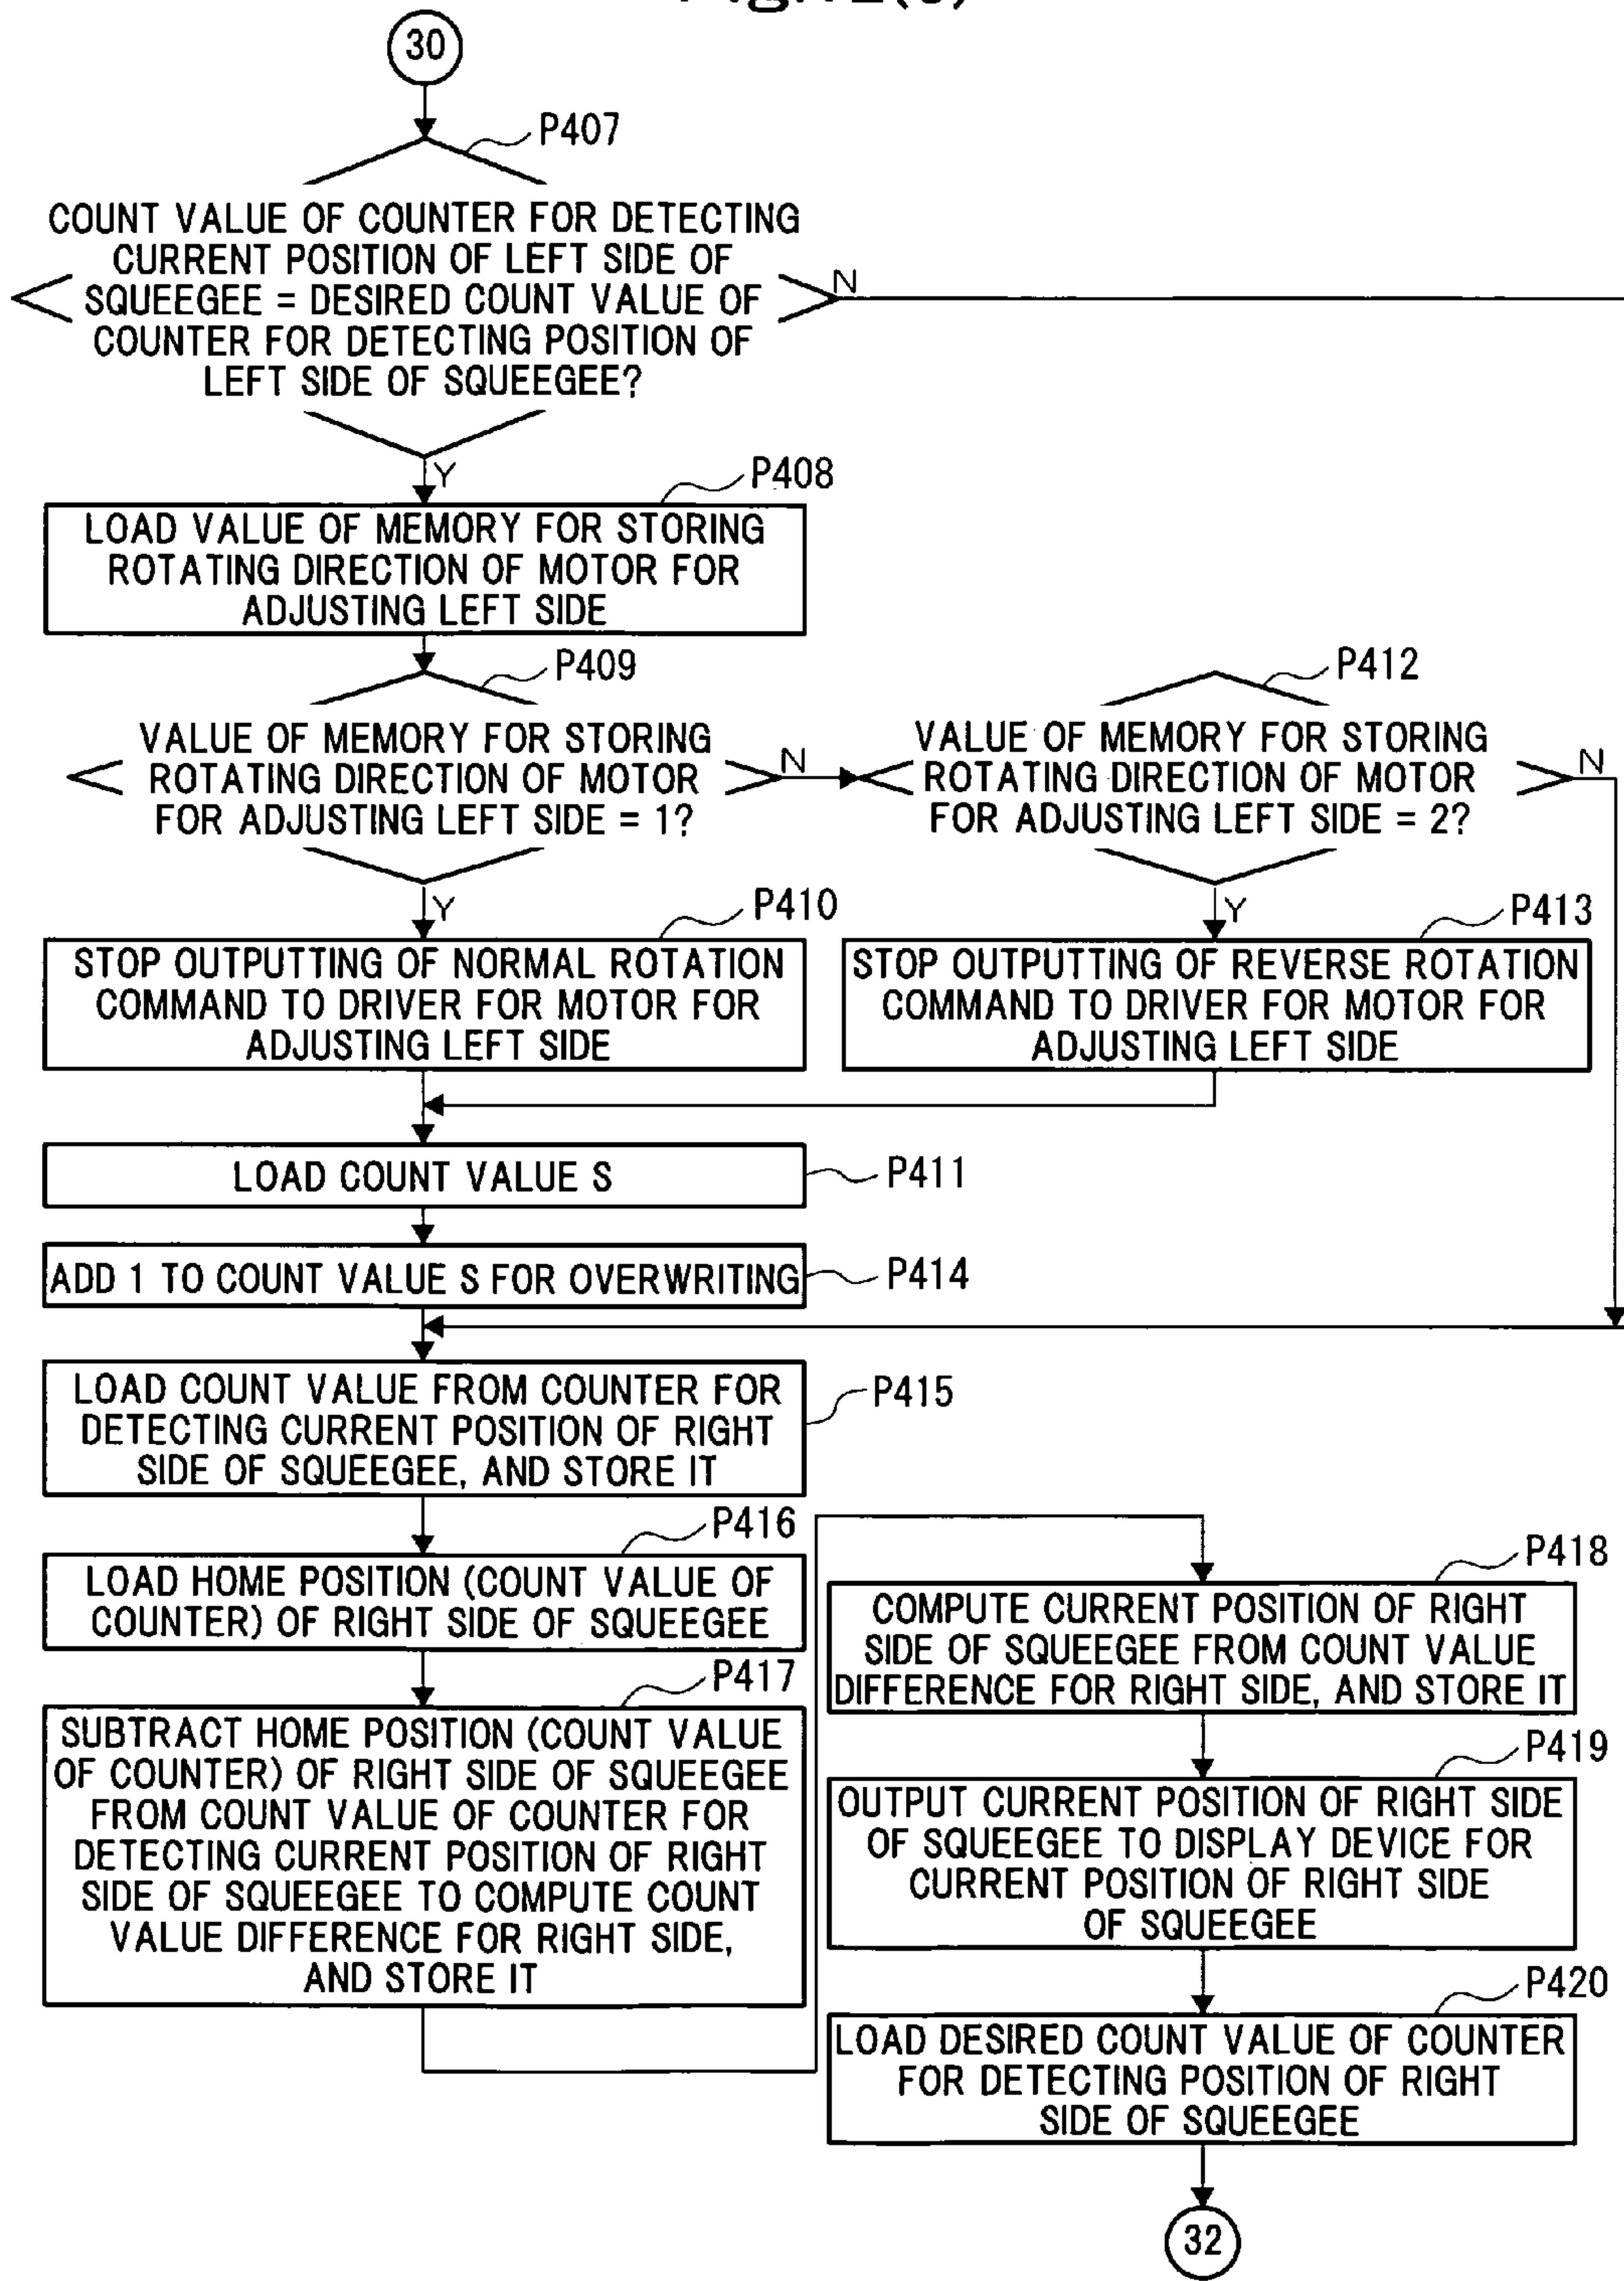 30
P407
COUNT VALUE OF COUNTER FOR DETECTING
CURRENT POSITION OF LEFT SIDE OF
SQUEEGEE = DESIRED COUNT VALUE OF
COUNTER FOR DETECTING POSITION OF
LEFT SIDE OF SQUEEGEE?
N
Y
P408
LOAD VALUE OF MEMORY FOR STORING
ROTATING DIRECTION OF MOTOR FOR
ADJUSTING LEFT SIDE
P409
VALUE OF MEMORY FOR STORING
ROTATING DIRECTION OF MOTOR
FOR ADJUSTING LEFT SIDE = 1?
N
Y
P412
VALUE OF MEMORY FOR STORING
ROTATING DIRECTION OF MOTOR
FOR ADJUSTING LEFT SIDE = 2?
N
Y
P410
STOP OUTPUTTING OF NORMAL ROTATION
COMMAND TO DRIVER FOR MOTOR FOR
ADJUSTING LEFT SIDE
P413
STOP OUTPUTTING OF REVERSE ROTATION
COMMAND TO DRIVER FOR MOTOR FOR
ADJUSTING LEFT SIDE
LOAD COUNT VALUE S
P411
ADD 1 TO COUNT VALUE S FOR OVERWRITING
P414
LOAD COUNT VALUE FROM COUNTER FOR
DETECTING CURRENT POSITION OF RIGHT
SIDE OF SQUEEGEE, AND STORE IT
P415
P416
LOAD HOME POSITION (COUNT VALUE OF
COUNTER) OF RIGHT SIDE OF SQUEEGEE
P417
SUBTRACT HOME POSITION (COUNT VALUE
OF COUNTER) OF RIGHT SIDE OF SQUEEGEE
FROM COUNT VALUE OF COUNTER FOR
DETECTING CURRENT POSITION OF RIGHT
SIDE OF SQUEEGEE TO COMPUTE COUNT
VALUE DIFFERENCE FOR RIGHT SIDE,
AND STORE IT
P418
COMPUTE CURRENT POSITION OF RIGHT
SIDE OF SQUEEGEE FROM COUNT VALUE
DIFFERENCE FOR RIGHT SIDE, AND STORE IT
P419
OUTPUT CURRENT POSITION OF RIGHT SIDE
OF SQUEEGEE TO DISPLAY DEVICE FOR
CURRENT POSITION OF RIGHT SIDE
OF SQUEEGEE
P420
LOAD DESIRED COUNT VALUE OF COUNTER
FOR DETECTING POSITION OF RIGHT
SIDE OF SQUEEGEE
32